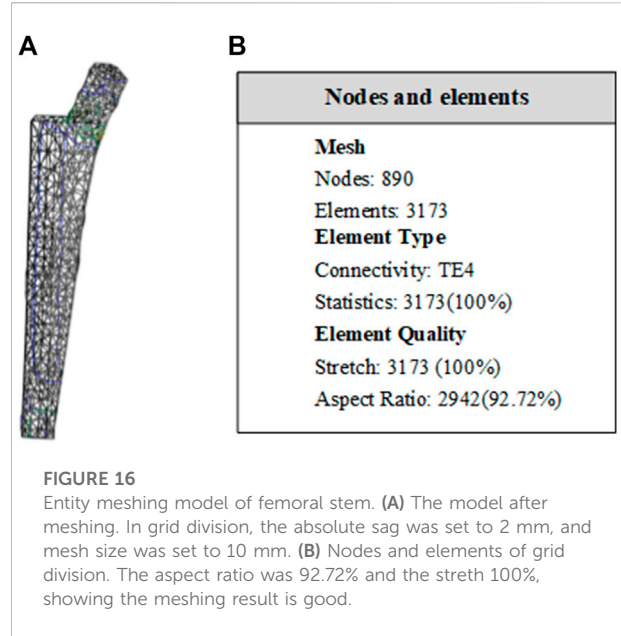 A
B
Nodes and elements
Mesh
Nodes: 890
Elements: 3173
Element Type
Connectivity: TE4
Statistics: 3173(100%)
Element Quality
Stretch: 3173 (100%)
Aspect Ratio: 2942(92.72%)
FIGURE 16
Entity meshing model of femoral stem. (A) The model after
meshing. In grid division, the absolute sag was set to 2 mm, and
mesh size was set to 10 mm. (B) Nodes and elements of grid
division. The aspect ratio was 92.72% and the streth 100%,
showing the meshing result is good.